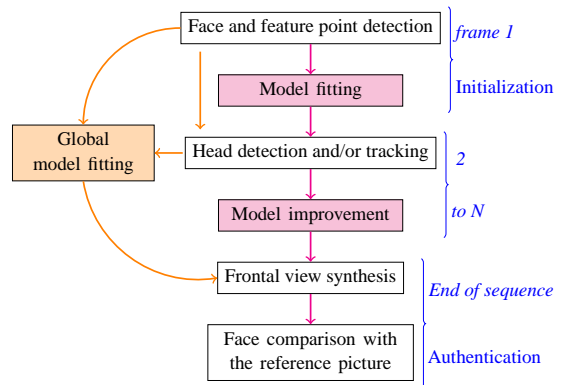 Face and feature point detection
frame 1
Model fitting
Initialization
Global
model fitting
Head detection and/or tracking
2
Model improvement
to N
Frontal view synthesis
End of sequence
Face comparison with
the reference picture
Authentication